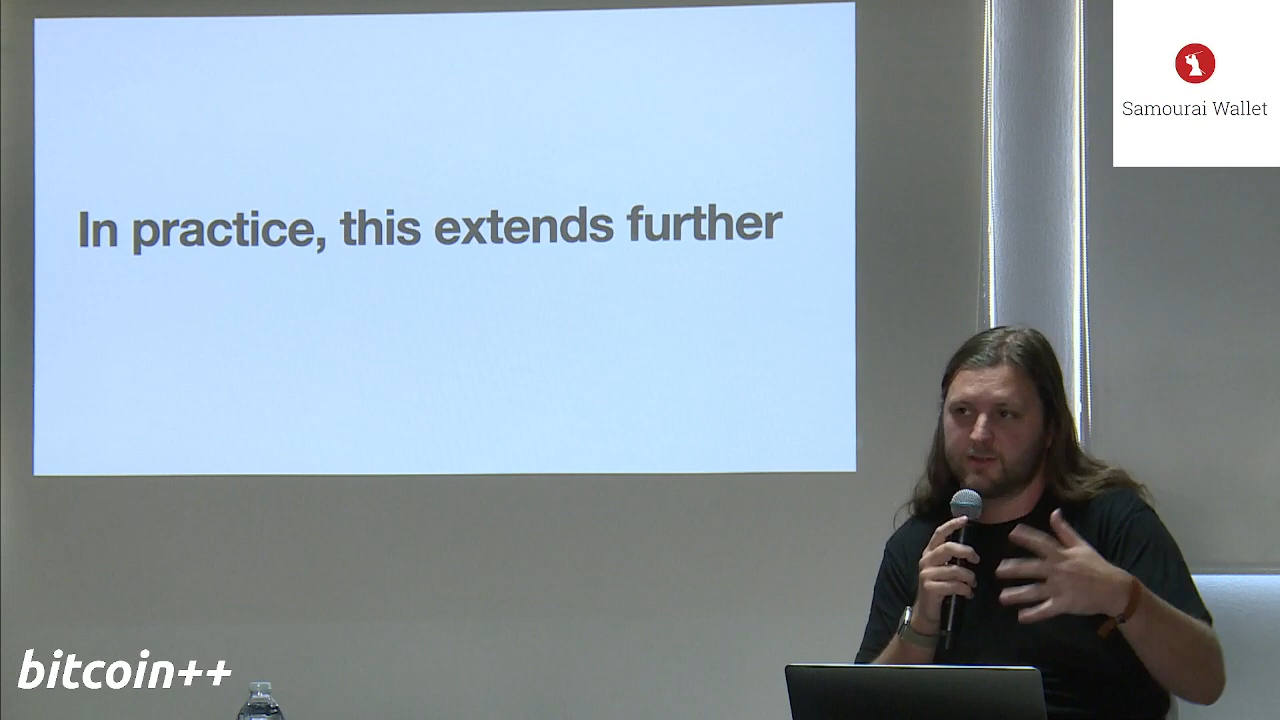 In practice, this extends further
Samourai Wallet
bitcoin++